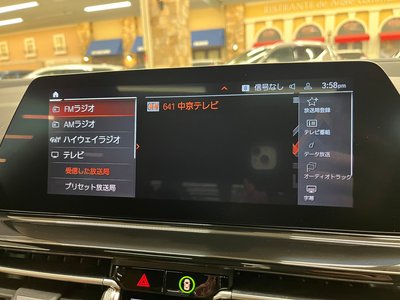 RISTORANTE
信号なし 3:58pm
FMラジオ
AMラジオ
ハイウェイラジオ
テレビ
受信した放送局
プリセット放送局
641 中京テレビ
放送局登録
テレビ番組
d
データ放送
オーディオトラック
字幕